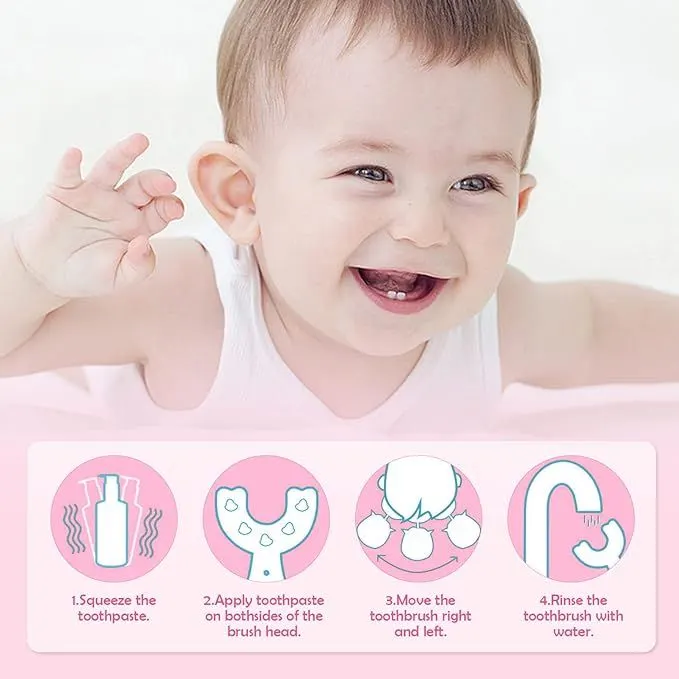 1.Squeeze the
toothpaste.
2.Apply toothpaste
on bothsides of the
brush head.
3.Move the
toothbrush right
and left.
4.Rinse the
toothbrush with
water.